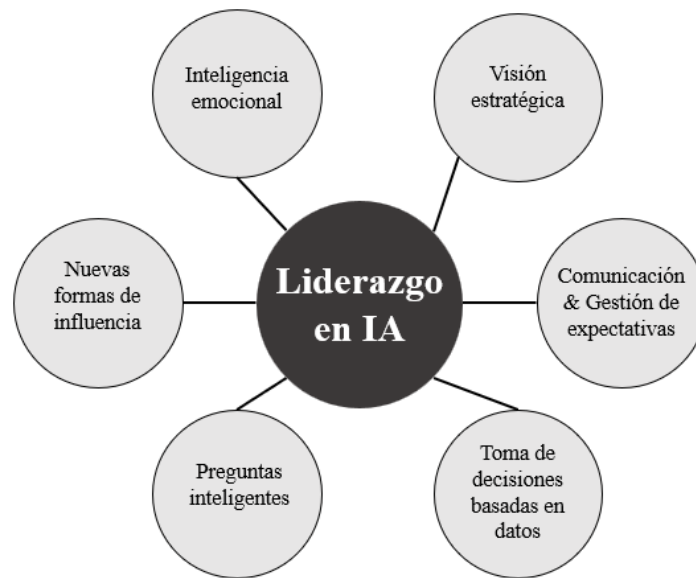 Inteligencia
emocional
Visión
estratégica
Nuevas
formas de
influencia
Liderazgo
en IA
Comunicación
& Gestión de
expectativas
Preguntas
inteligentes
Toma de
decisiones
basadas en
datos